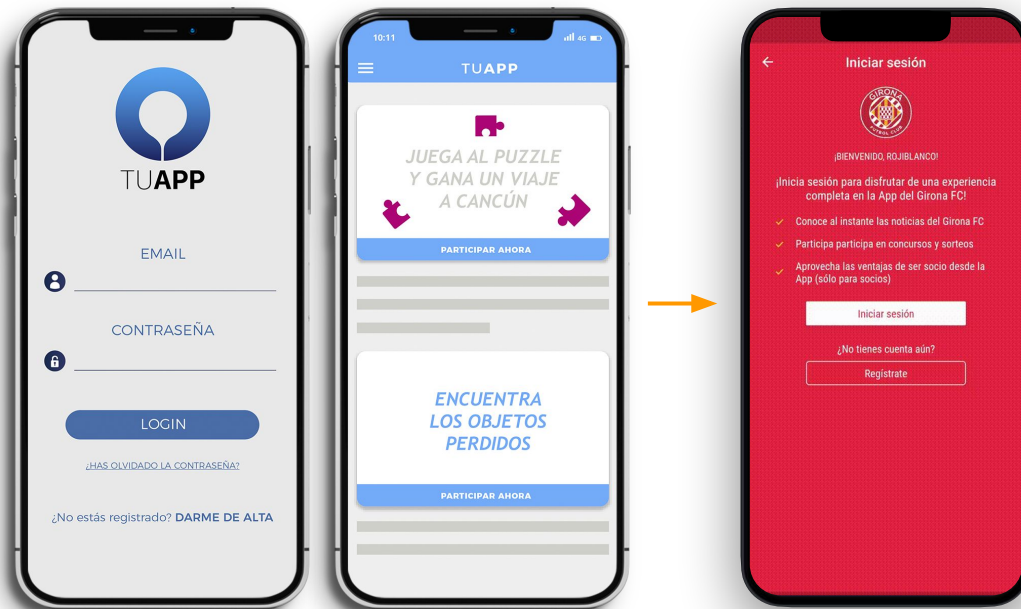 TUAPP
EMAIL
CONTRASEÑA
LOGIN
¿HAS OLVIDADO LA CONTRASEÑA?
¿No estás registrado? DARME DE ALTA
10:11
4G
TUAPP
JUEGA AL PUZZLE
Y GANA UN VIAJE
A CANCÚN
PARTICIPAR AHORA
ENCUENTRA
LOS OBJETOS
PERDIDOS
PARTICIPAR AHORA
Iniciar sesión
GIRONA
FUTBOL CLUB
¡BIENVENIDO, ROJIBLANCO!
¡Inicia sesión para disfrutar de una experiencia
completa en la App del Girona FC!
Conoce al instante las noticias del Girona FC
Participa participa en concursos y sorteos
Aprovecha las ventajas de ser socio desde la
App (sólo para socios)
Iniciar sesión
¿No tienes cuenta aún?
Regístrate